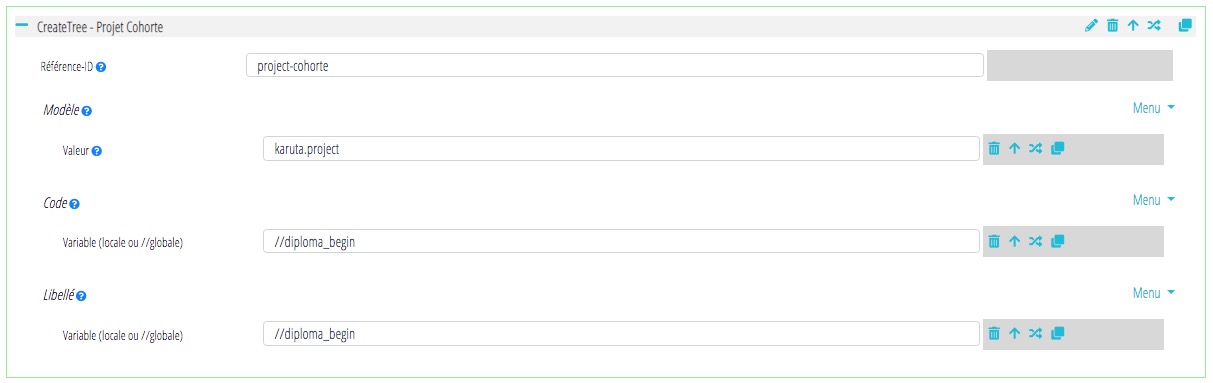 CreateTree - Projet Cohorte
Référence-ID
project-cohorte
Modèle
Menu
Valeur
karuta.project
Code
Menu
Variable (locale ou //globale)
//diploma_begin
Libellé
Menu
Variable (locale ou //globale)
//diploma_begin